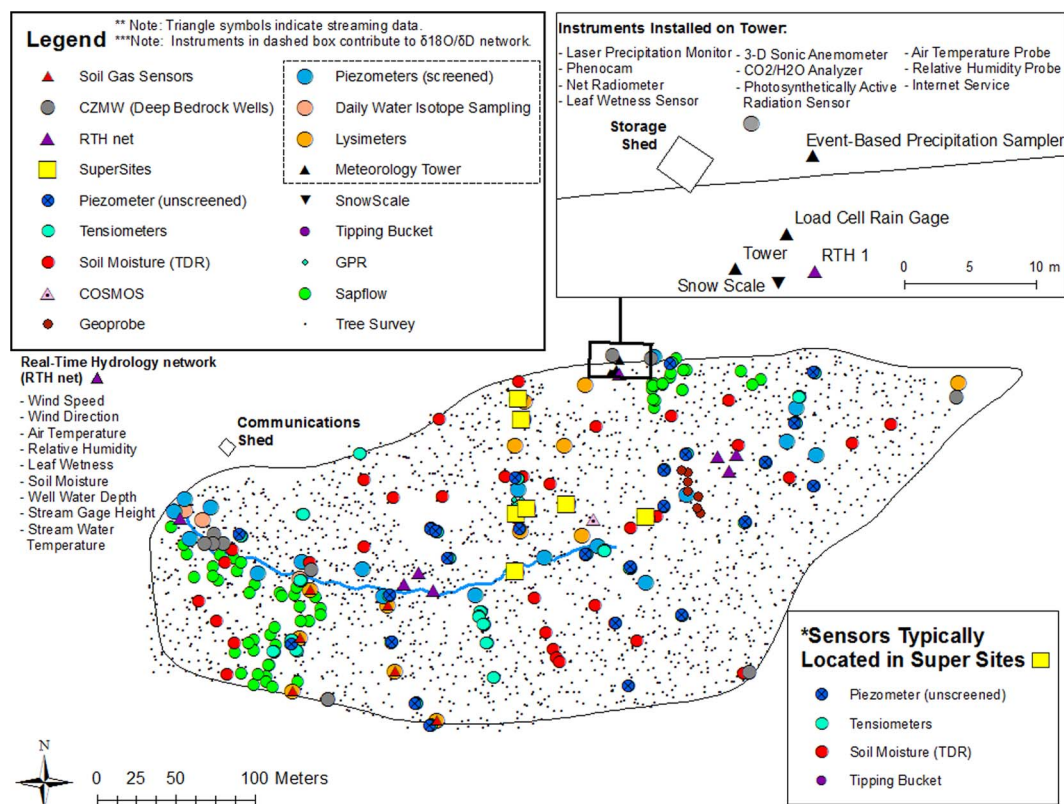 ** Note: Triangle symbols indicate streaming data.
***Note: Instruments in dashed box contribute to δ18O/δD network.
Legend
Soil Gas Sensors
CZMW (Deep Bedrock Wells)
RTH net
SuperSites
Piezometer (unscreened)
Tensiometers
Soil Moisture (TDR)
COSMOS
Geoprobe
Piezometers (screened)
Daily Water Isotope Sampling
Lysimeters
Meteorology Tower
SnowScale
Tipping Bucket
GPR
Sapflow
Tree Survey
Instruments Installed on Tower:
- Laser Precipitation Monitor
- Phenocam
- Net Radiometer
- Leaf Wetness Sensor
- 3-D Sonic Anemometer
- CO2/H2O Analyzer
- Photosynthetically Active
Radiation Sensor
- Air Temperature Probe
- Relative Humidity Probe
- Internet Service
Storage
Shed
Event-Based Precipitation Sampler
Load Cell Rain Gage
Tower
RTH 1
Snow Scale
0 5 10 m
Real-Time Hydrology network
(RTH net)
- Wind Speed
- Wind Direction
- Air Temperature
- Relative Humidity
- Leaf Wetness
- Soil Moisture
- Well Water Depth
- Stream Gage Height
- Stream Water
Temperature
Communications
Shed
*Sensors Typically
Located in Super Sites
Piezometer (unscreened)
Tensiometers
Soil Moisture (TDR)
Tipping Bucket
N
0 25 50 100 Meters